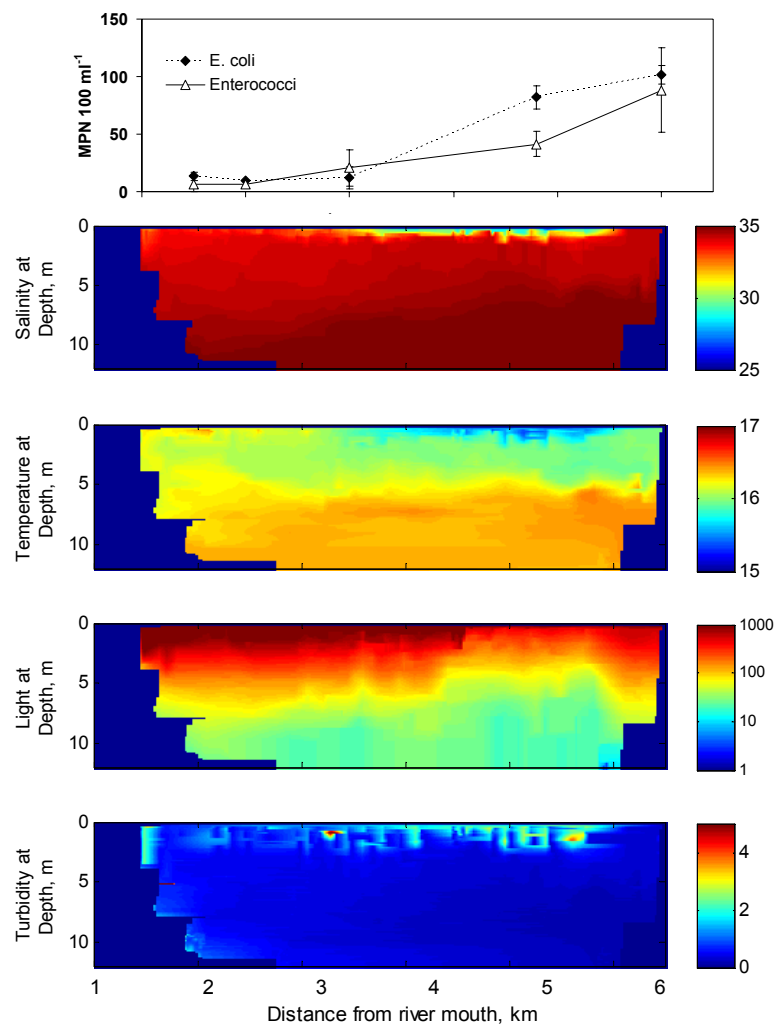 150
100
50
0
MPN 100 ml⁻¹
E. coli
Enterococci
0
5
10
Salinity at
Depth, m
35
30
25
0
5
10
Temperature at
Depth, m
17
16
15
0
5
10
Light at
Depth, m
1000
100
10
1
0
5
10
Turbidity at
Depth, m
4
2
0
1 2 3 4 5 6
Distance from river mouth, km